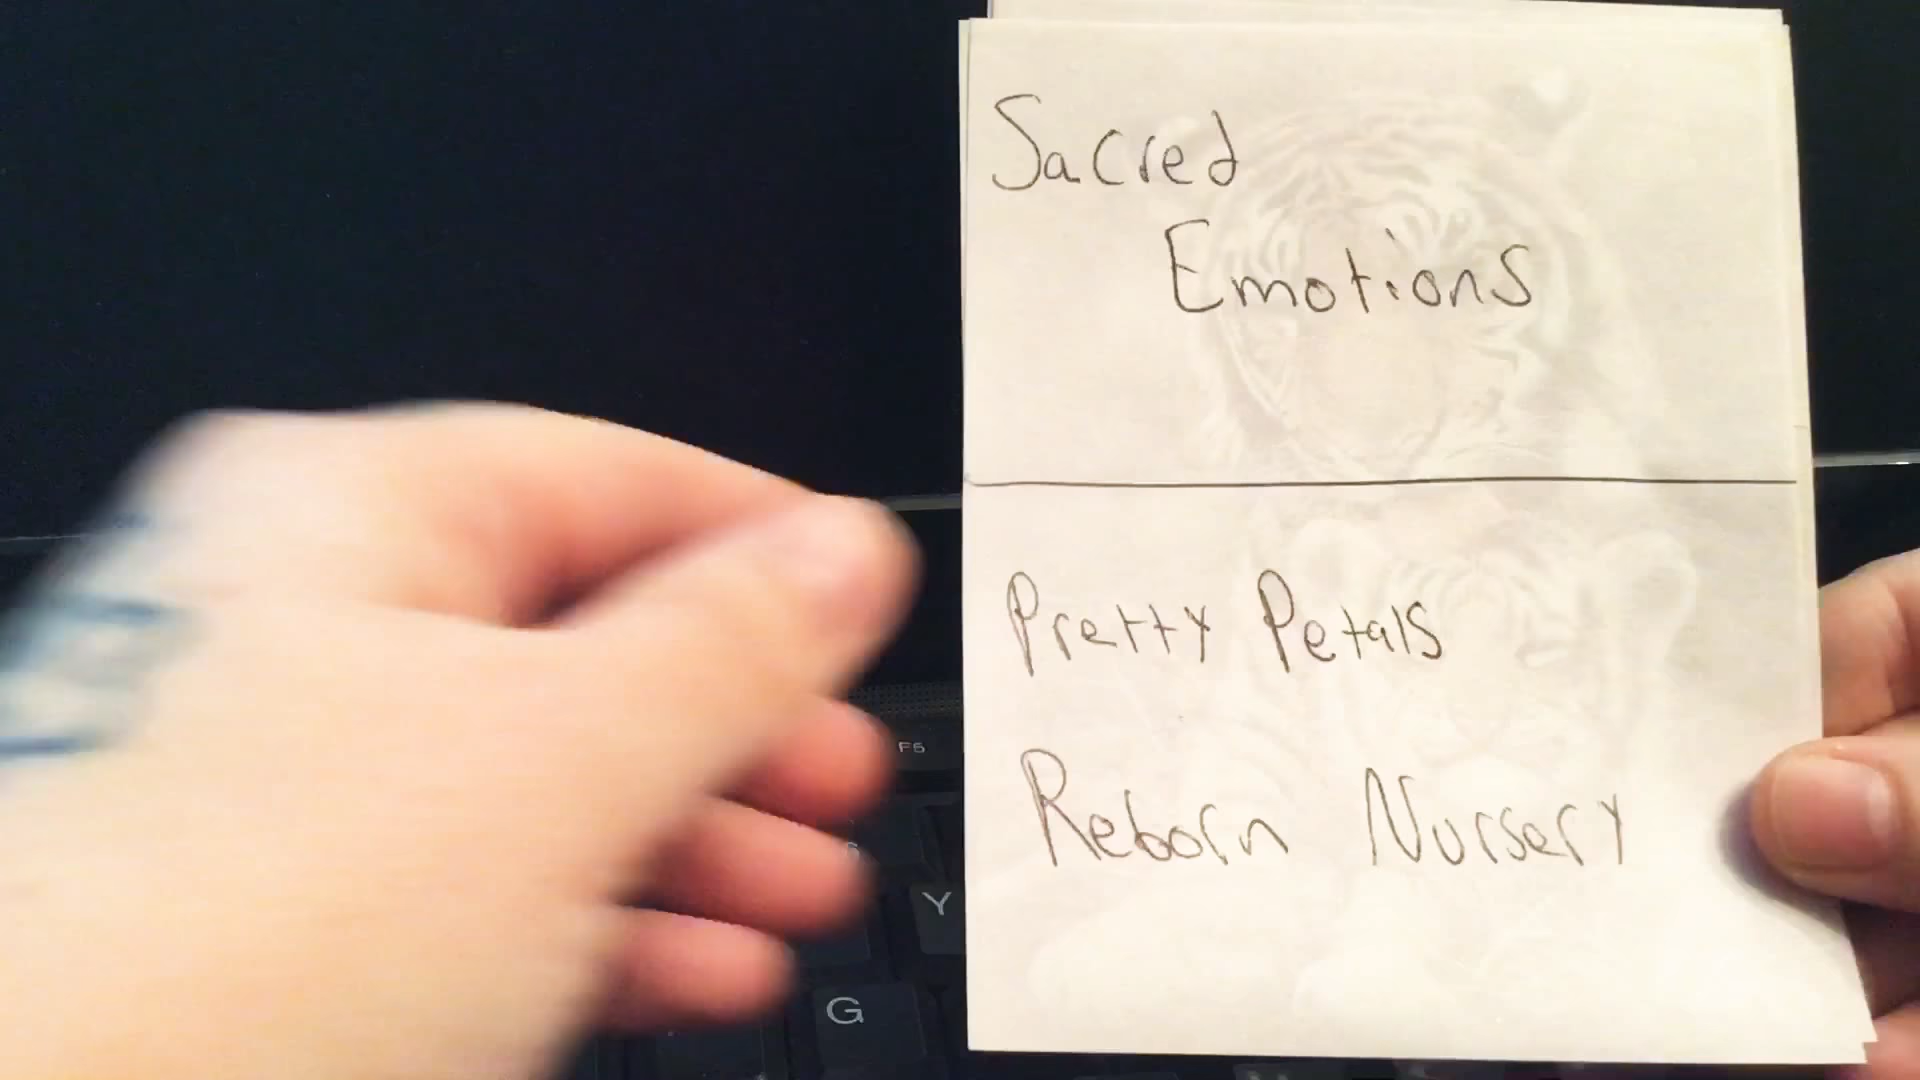 Sacred
Emotions
Pretty Petals
Reborn Nursery
F5
Y
G